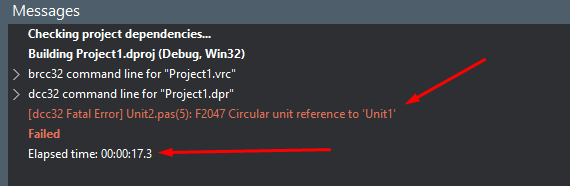 Messages
Checking project dependencies...
Building Project1.dproj (Debug, Win32)
brcc32 command line for "Project1.vrc"
dcc32 command line for "Project1.dpr"
[dcc32 Fatal Error] Unit2.pas(5): F2047 Circular unit reference to 'Unit1'
Failed
Elapsed time: 00:00:17.3